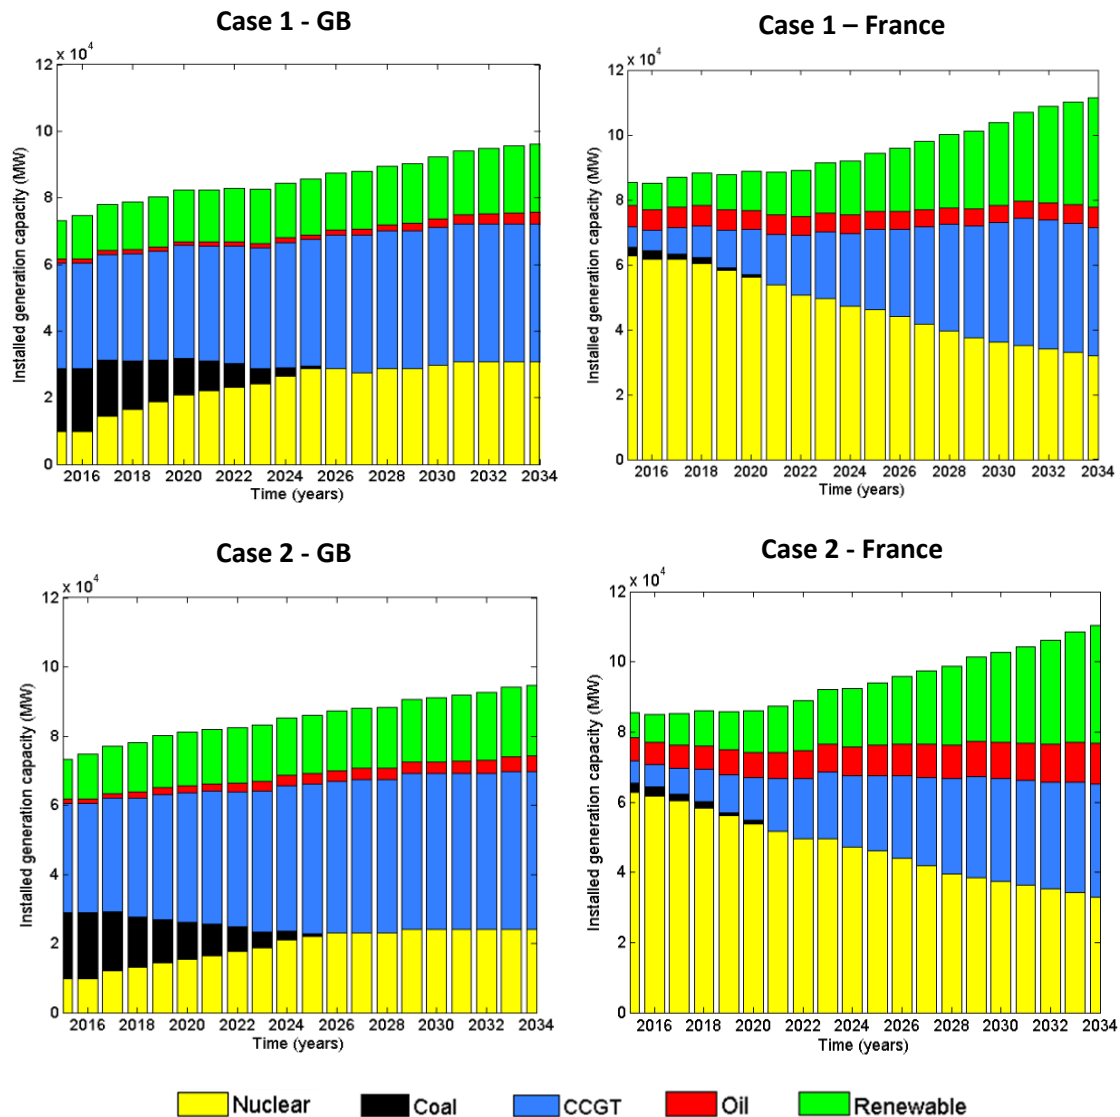 Case 1 - GB
x 10^4
12
10
8
6
4
2
0
Installed generation capacity (MW)
2016 2018 2020 2022 2024 2026 2028 2030 2032 2034
Time (years)
Case 1 – France
x 10^4
12
10
8
6
4
2
0
Installed generation capacity (MW)
2016 2018 2020 2022 2024 2026 2028 2030 2032 2034
Time (years)
Case 2 - GB
x 10^4
12
10
8
6
4
2
0
Installed generation capacity (MW)
2016 2018 2020 2022 2024 2026 2028 2030 2032 2034
Time (years)
Case 2 - France
x 10^4
12
10
8
6
4
2
0
Installed generation capacity (MW)
2016 2018 2020 2022 2024 2026 2028 2030 2032 2034
Time (years)
Nuclear Coal CCGT Oil Renewable